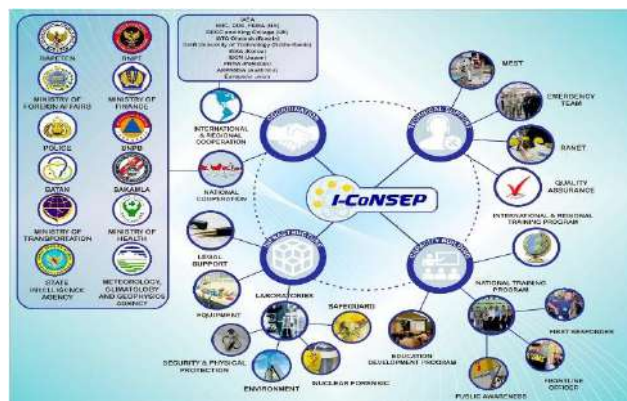 IAEA
BAPETEN
BNPT
MINISTRY OF
FOREIGN AFFAIRS
MINISTRY OF
FINANCE
POLICE
BNPB
BATAN
BAKAMLA
MINISTRY OF
TRANSPORTATION
MINISTRY OF
HEALTH
STATE
INTELLIGENCE
AGENCY
METEOROLOGY,
CLIMATOLOGY
AND GEOPHYSICS
AGENCY
INTERNATIONAL
& REGIONAL
COOPERATION
NATIONAL
COOPERATION
COORDINATION
TECHNICAL SUPPORT
MEST
EMERGENCY
TEAM
RANET
QUALITY
ASSURANCE
I-CoNSEP
INFRASTRUCTURE
LEGAL
SUPPORT
EQUIPMENT
LABORATORIES
SAFEGUARD
SECURITY & PHYSICAL
PROTECTION
ENVIRONMENT
NUCLEAR FORENSIC
CAPACITY BUILDING
INTERNATIONAL & REGIONAL
TRAINING PROGRAM
NATIONAL TRAINING
PROGRAM
EDUCATION
DEVELOPMENT PROGRAM
FIRST RESPONDER
FRONTLINE
OFFICER
PUBLIC AWARENESS